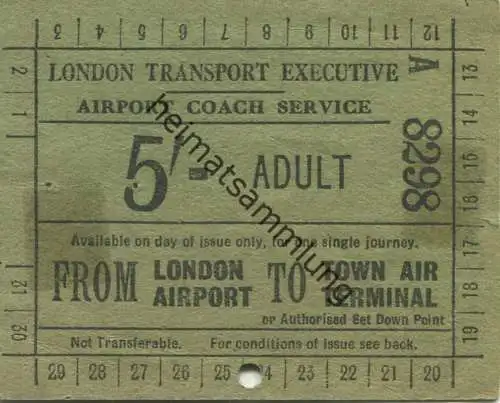 3 4 5 6 7 8 9 10 11 12
LONDON TRANSPORT EXECUTIVE
AIRPORT COACH SERVICE
5/- ADULT
A 8298
Available on day of issue only, for one single journey.
FROM LONDON AIRPORT TO TOWN AIR TERMINAL
or Authorised Set Down Point
Not Transferable. For conditions of issue see back.
2
1
31
30
13
14
15
16
17
18
19
29 28 27 26 25 24 23 22 21 20
heimatsammlung.de